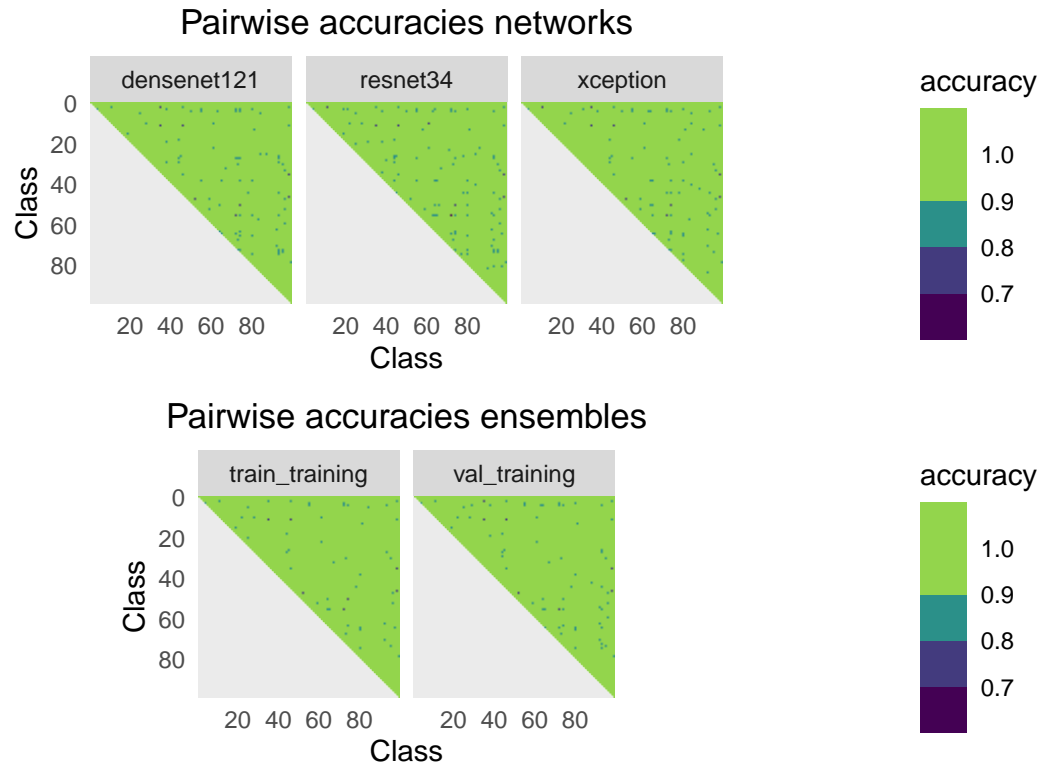 Pairwise accuracies networks
densenet121 resnet34 xception
0
20
40
60
80
Class
20 40 60 80 20 40 60 80 20 40 60 80
Class
accuracy
1.0
0.9
0.8
0.7
Pairwise accuracies ensembles
train_training val_training
0
20
40
60
80
Class
20 40 60 80 20 40 60 80
Class
accuracy
1.0
0.9
0.8
0.7